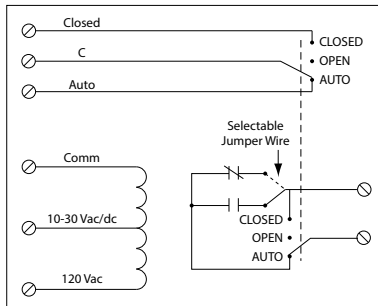 Closed
CLOSED
C
OPEN
AUTO
Auto
Selectable
Jumper Wire
Comm
10-30 Vac/dc
CLOSED
OPEN
AUTO
120 Vac